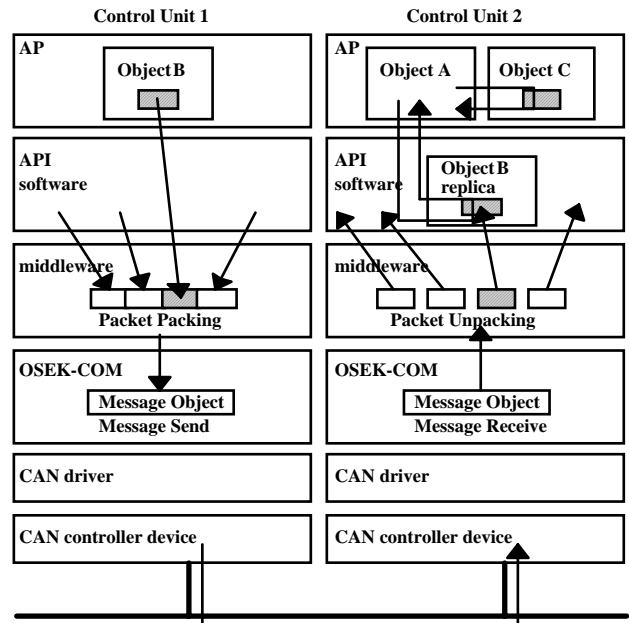 Control Unit 1
AP
Object B
API
software
middleware
Packet Packing
OSEK-COM
Message Object
Message Send
CAN driver
CAN controller device
Control Unit 2
AP
Object A
Object C
API
software
Object B
replica
middleware
Packet Unpacking
OSEK-COM
Message Object
Message Receive
CAN driver
CAN controller device